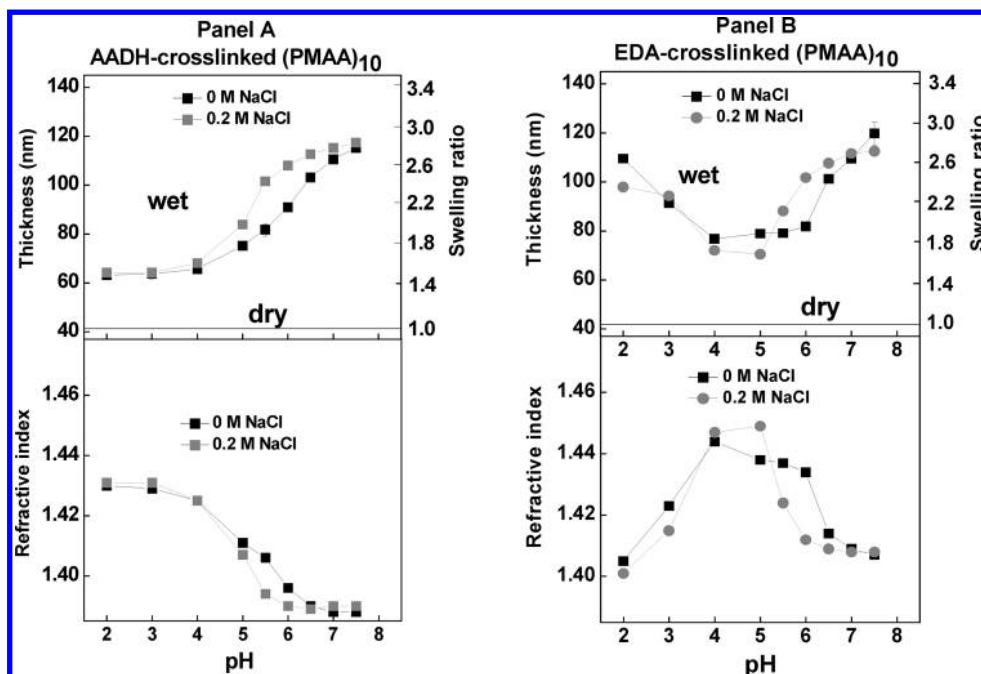 Panel A
AADH-crosslinked (PMAA)10
Panel B
EDA-crosslinked (PMAA)10
140
120
100
80
60
40
Thickness (nm)
0 M NaCl
0.2 M NaCl
wet
dry
3.4
3.0
2.6
2.2
1.8
1.4
1.0
Swelling ratio
140
120
100
80
60
40
Thickness (nm)
0 M NaCl
0.2 M NaCl
wet
dry
3.4
3.0
2.6
2.2
1.8
1.4
1.0
Swelling ratio
2 3 4 5 6 7 8
1.46
1.44
1.42
1.40
Refractive index
0 M NaCl
0.2 M NaCl
2 3 4 5 6 7 8
pH
1.46
1.44
1.42
1.40
Refractive index
0 M NaCl
0.2 M NaCl
2 3 4 5 6 7 8
pH